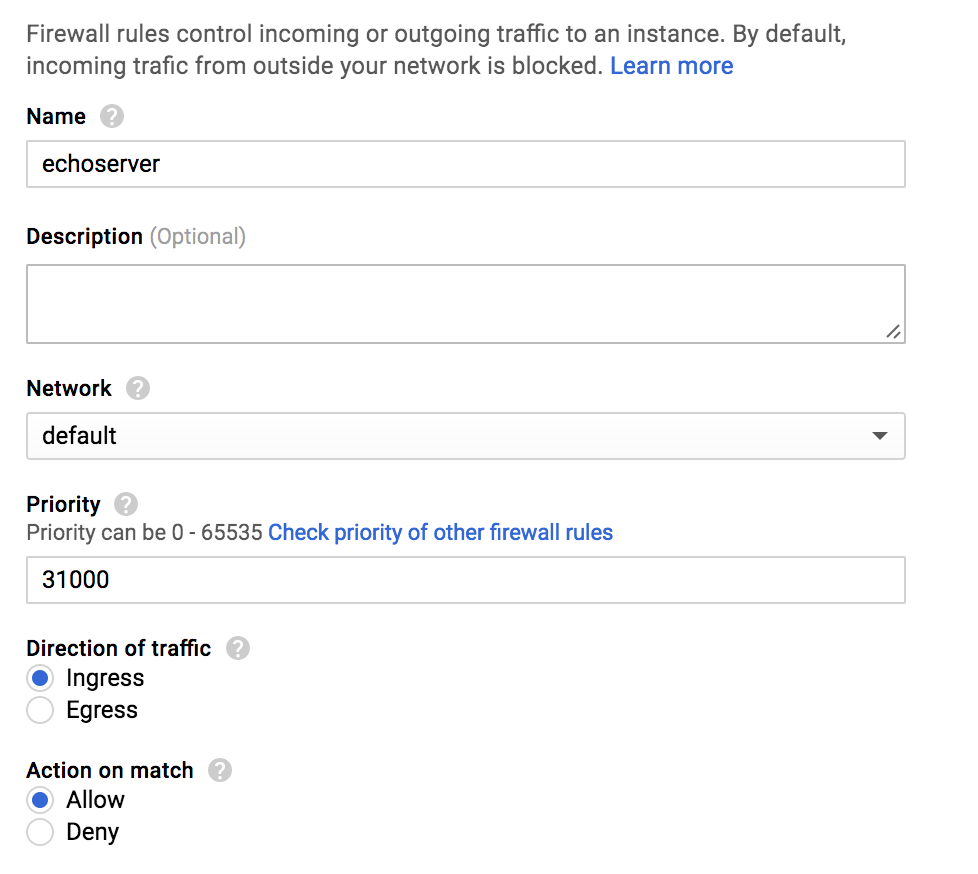 Firewall rules control incoming or outgoing traffic to an instance. By default,
incoming trafic from outside your network is blocked. Learn more
Name ?
echoserver
Description (Optional)
Network ?
default
Priority ?
Priority can be 0 - 65535 Check priority of other firewall rules
31000
Direction of traffic ?
Ingress
Egress
Action on match ?
Allow
Deny